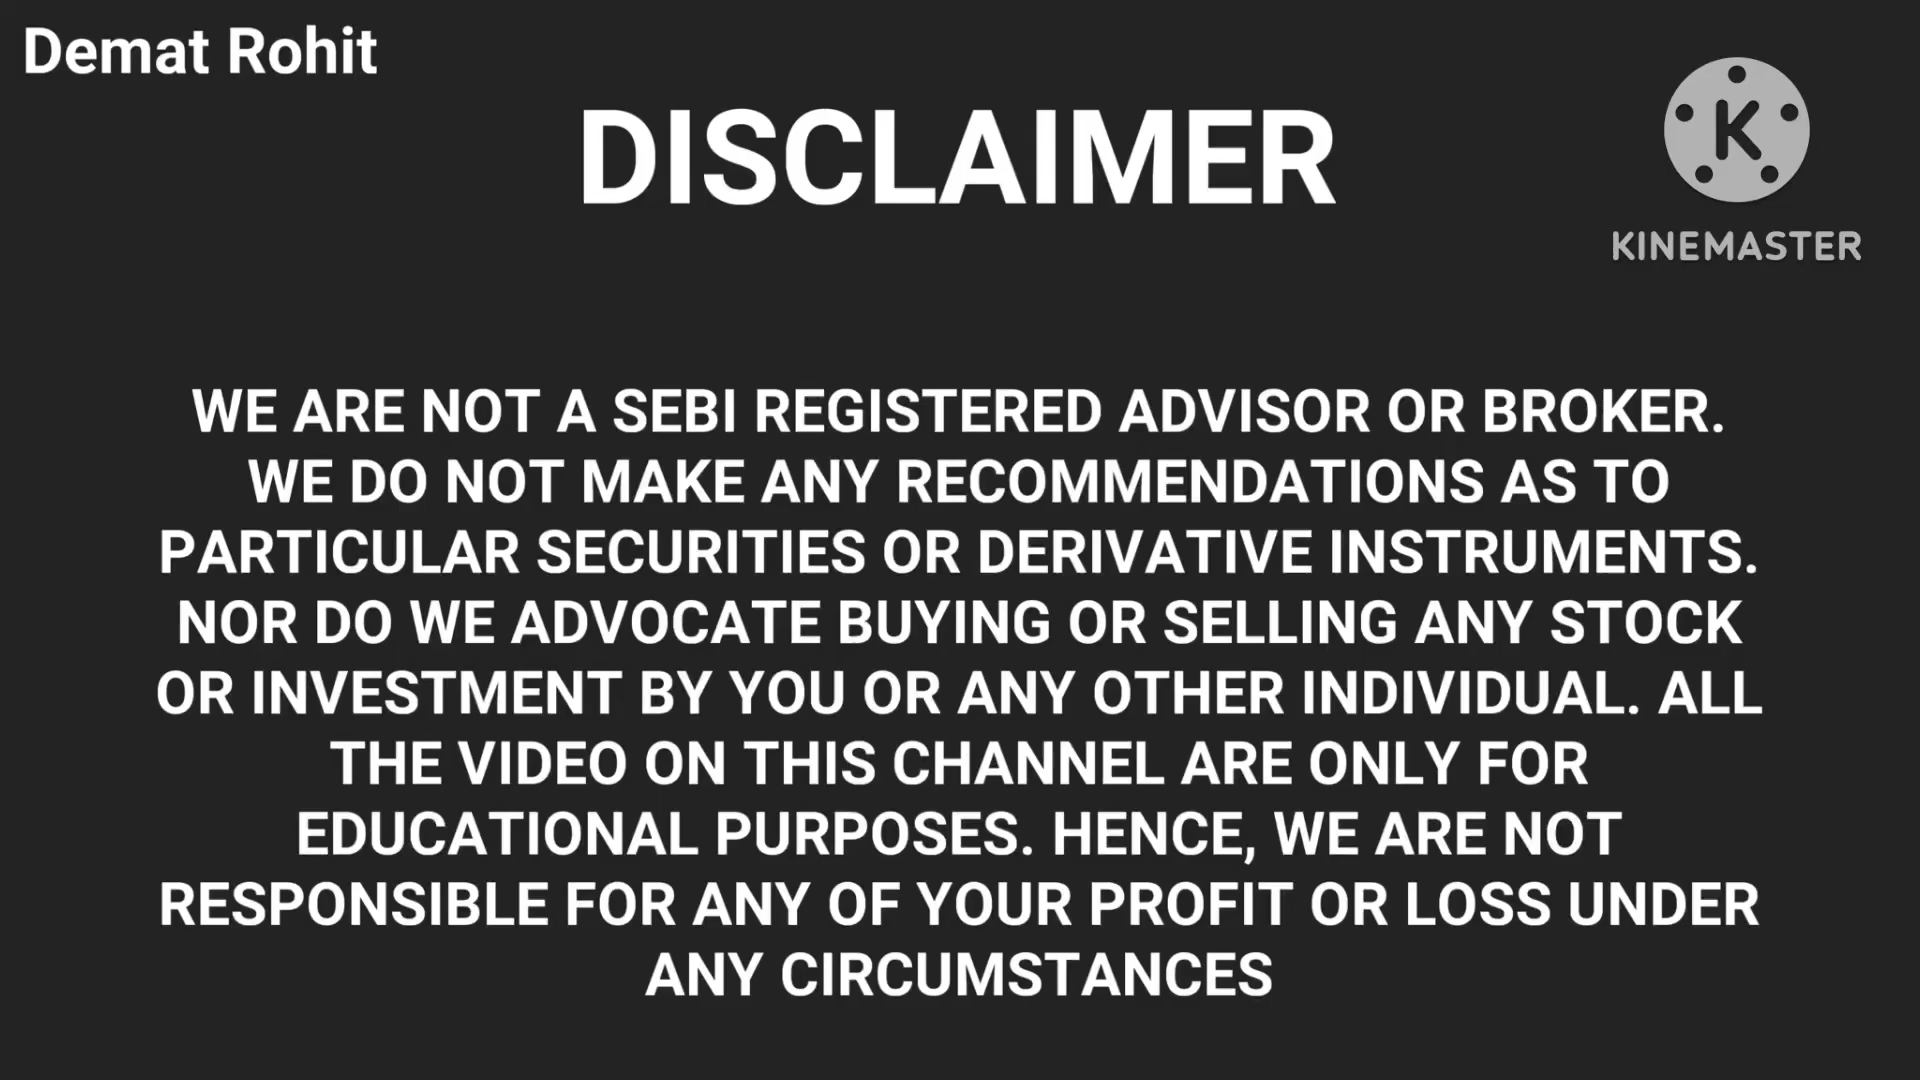 Demat Rohit
DISCLAIMER
KINEMASTER
WE ARE NOT A SEBI REGISTERED ADVISOR OR BROKER.
WE DO NOT MAKE ANY RECOMMENDATIONS AS TO
PARTICULAR SECURITIES OR DERIVATIVE INSTRUMENTS.
NOR DO WE ADVOCATE BUYING OR SELLING ANY STOCK
OR INVESTMENT BY YOU OR ANY OTHER INDIVIDUAL. ALL
THE VIDEO ON THIS CHANNEL ARE ONLY FOR
EDUCATIONAL PURPOSES. HENCE, WE ARE NOT
RESPONSIBLE FOR ANY OF YOUR PROFIT OR LOSS UNDER
ANY CIRCUMSTANCES